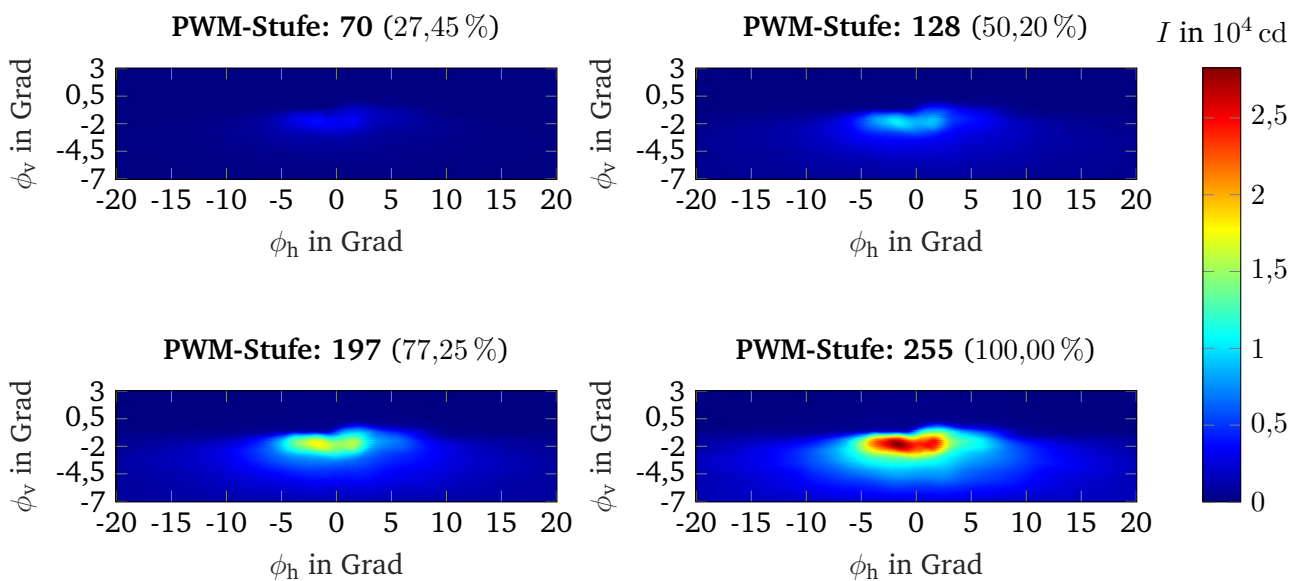 PWM-Stufe: 70 (27,45 %)
3
0,5
-2
-4,5
-7
ϕv in Grad
-20 -15 -10 -5 0 5 10 15 20
ϕh in Grad
PWM-Stufe: 128 (50,20 %)
3
0,5
-2
-4,5
-7
ϕv in Grad
-20 -15 -10 -5 0 5 10 15 20
ϕh in Grad
I in 10⁴ cd
2,5
2
1,5
1
0,5
0
PWM-Stufe: 197 (77,25 %)
3
0,5
-2
-4,5
-7
ϕv in Grad
-20 -15 -10 -5 0 5 10 15 20
ϕh in Grad
PWM-Stufe: 255 (100,00 %)
3
0,5
-2
-4,5
-7
ϕv in Grad
-20 -15 -10 -5 0 5 10 15 20
ϕh in Grad